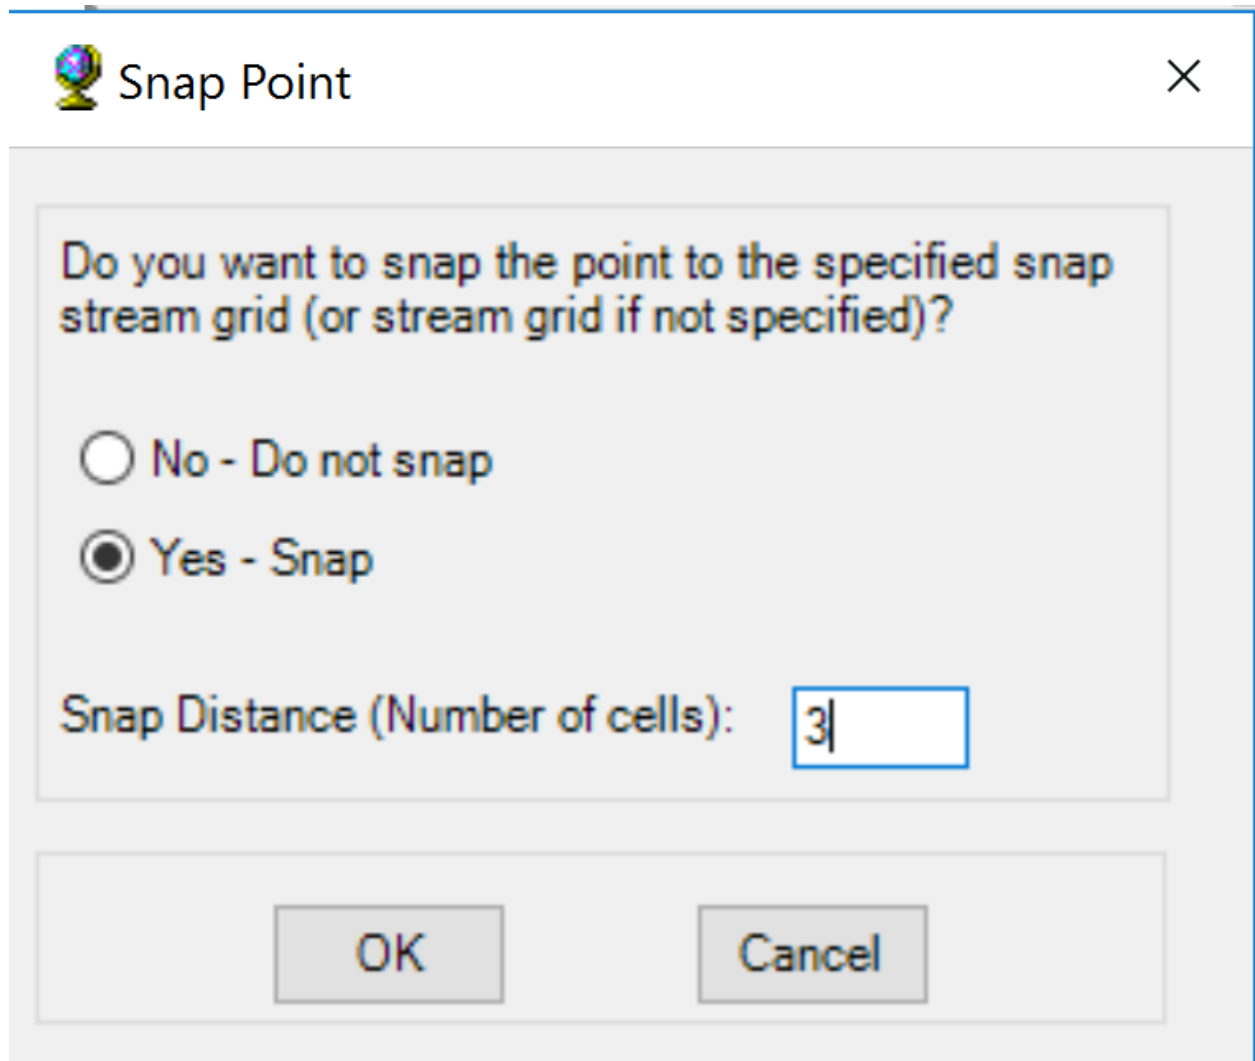 Snap Point
Do you want to snap the point to the specified snap
stream grid (or stream grid if not specified)?
No - Do not snap
Yes - Snap
Snap Distance (Number of cells): 3
OK Cancel